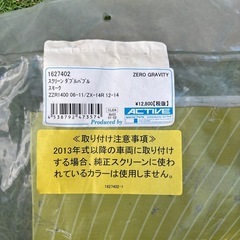 1627402
ZERO GRAVITY
スクリーン ダブルバブル
スモーク
ZZR1400 06-11/ZX-14R 12-14
¥12,800【税抜】
4538792473574
Produced by
ACTIVE
≪取り付け注意事項≫
2013年式以降の車両に取り付け
する場合、純正スクリーンに使わ
れているカラーは使用しません。
1627402-1